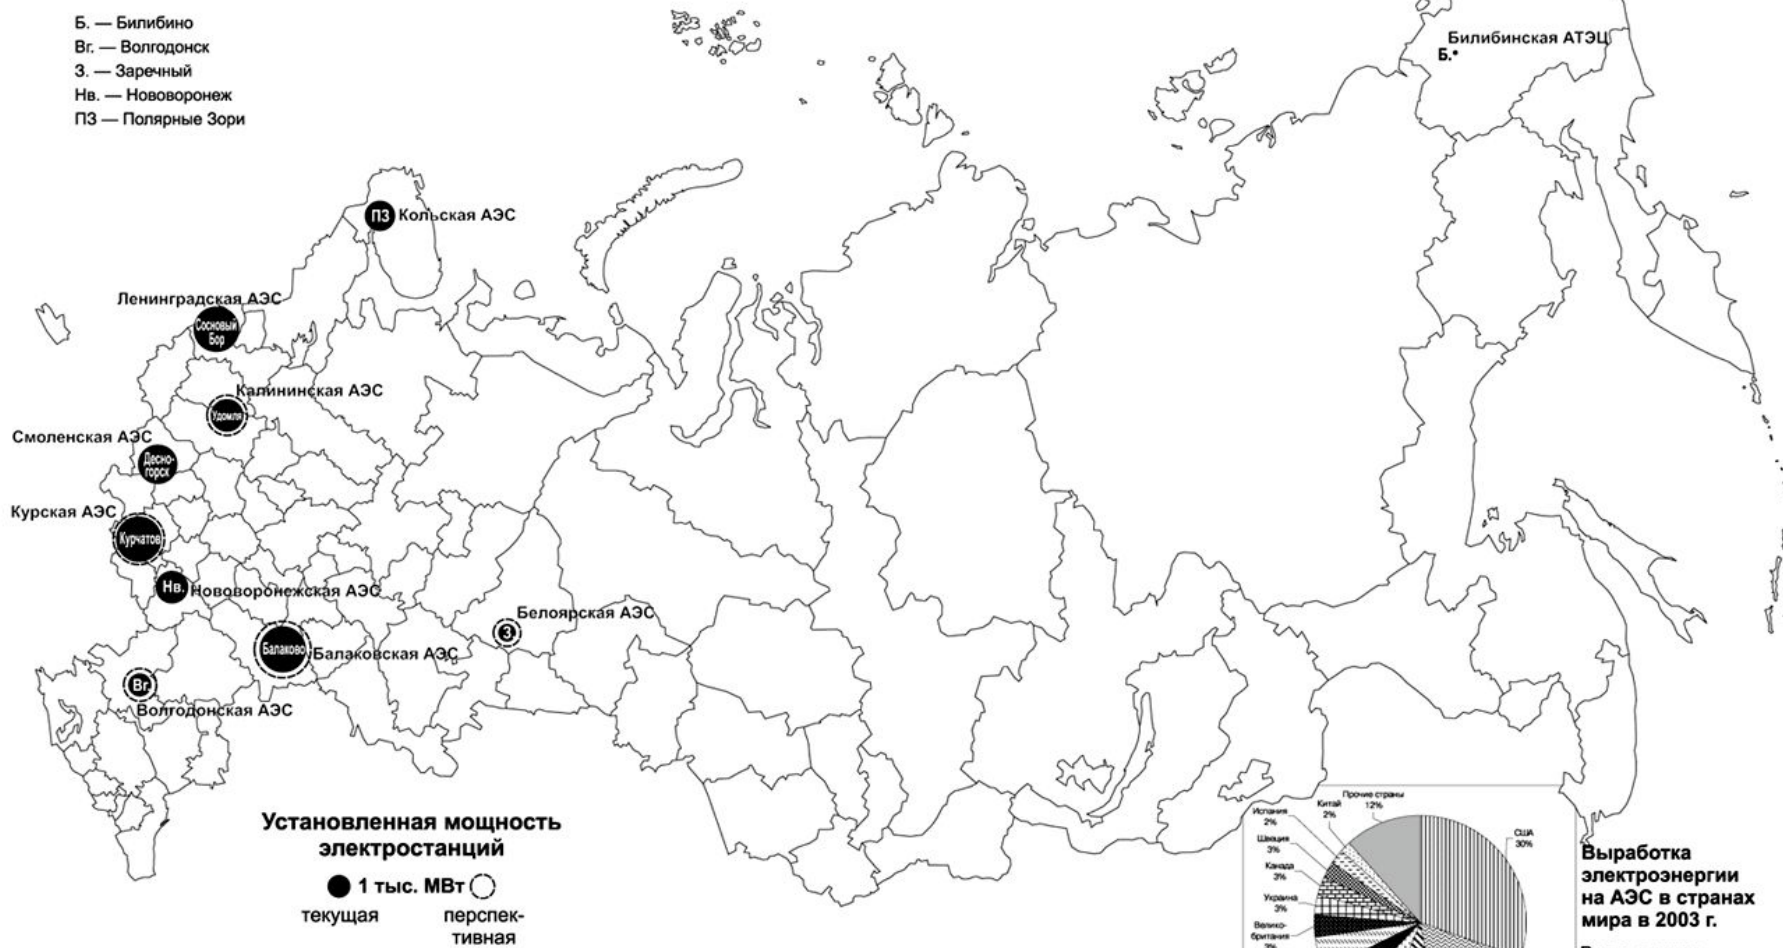 Б. — Билибино
Вг. — Волгодонск
З. — Заречный
Нв. — Нововоронеж
ПЗ — Полярные Зори
Билибинская АТЭЦ
Б.
ПЗ
Кольская АЭС
Ленинградская АЭС
Сосновый
Бор
Калининская АЭС
Удомля
Смоленская АЭС
Десно-
горск
Курская АЭС
Курчатов
Нв.
Нововоронежская АЭС
Белоярская АЭС
З
Балаково
Балаковская АЭС
Вг.
Волгодонская АЭС
Установленная мощность
электростанций
1 тыс. МВт
текущая
перспек-
тивная
Прочие страны
12%
Китай
2%
Испания
2%
Швеция
3%
Канада
3%
Украина
3%
Велико-
британия
США
30%
Выработка
электроэнергии
на АЭС в странах
мира в 2003 г.